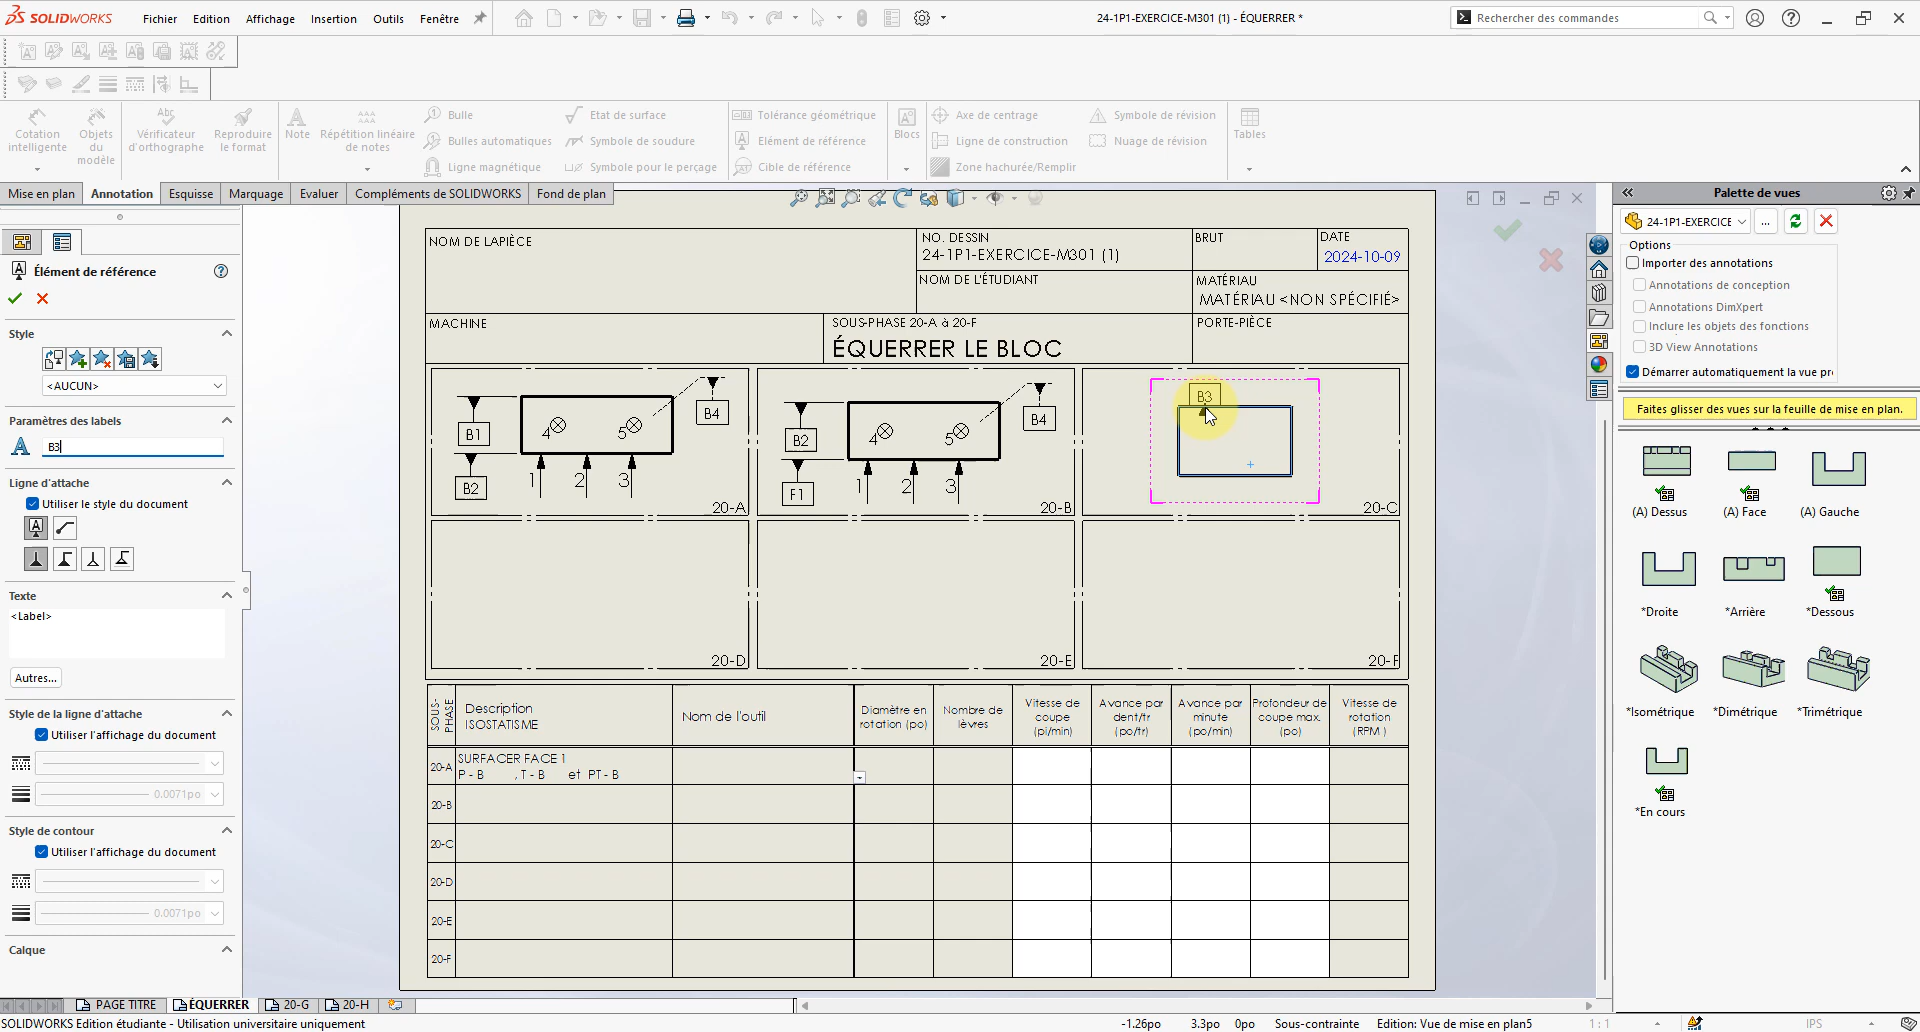 SOLIDWORKS
Fichier Edition Affichage Insertion Outils Fenêtre
24-1P1-EXERCICE-M301 (1) - ÉQUERRER *
Rechercher des commandes
Cotation intelligente
Objets du modèle
Abc
Vérificateur d'orthographe
Reproduire le format
Note
Répétition linéaire de notes
Bulle
Bulles automatiques
Ligne magnétique
Etat de surface
Symbole de soudure
Symbole pour le perçage
Tolérance géométrique
Elément de référence
Cible de référence
Blocs
Axe de centrage
Ligne de construction
Zone hachurée/Remplir
Symbole de révision
Nuage de révision
Tables
Mise en plan Annotation Esquisse Marquage Evaluer Compléments de SOLIDWORKS Fond de plan
Élément de référence
Style
<AUCUN>
Paramètres des labels
B3
Ligne d'attache
Utiliser le style du document
Texte
<Label>
Autres...
Style de la ligne d'attache
Utiliser l'affichage du document
0.0071po
Style de contour
Utiliser l'affichage du document
0.0071po
Calque
NOM DE LAPIÈCE
NO. DESSIN
24-1P1-EXERCICE-M301 (1)
BRUT
DATE
2024-10-09
NOM DE L'ÉTUDIANT
MATÉRIAU
MATÉRIAU <NON SPÉCIFIÉ>
MACHINE
SOUS-PHASE 20-A à 20-F
ÉQUERRER LE BLOC
PORTE-PIÈCE
B1 4 5 B4
B2 1 2 3
20-A
B2 4 5 B4
F1 1 2 3
20-B
B3
20-C
20-D
20-E
20-F
SOUS-PHASE
Description
ISOSTATISME
Nom de l'outil
Diamètre en rotation (po)
Nombre de lèvres
Vitesse de coupe (pi/min)
Avance par dent/tr (po/tr)
Avance par minute (po/min)
Profondeur de coupe max. (po)
Vitesse de rotation (RPM )
20-A
SURFACER FACE 1
P - B , T - B et PT - B
20-B
20-C
20-D
20-E
20-F
PAGE TITRE ÉQUERRER 20-G 20-H
SOLIDWORKS Edition étudiante - Utilisation universitaire uniquement
-1.26po 3.3po 0po Sous-contrainte Edition: Vue de mise en plan5 1 : 1 IPS
Palette de vues
24-1P1-EXERCICE
...
Options
Importer des annotations
Annotations de conception
Annotations DimXpert
Inclure les objets des fonctions
3D View Annotations
Démarrer automatiquement la vue pr
Faites glisser des vues sur la feuille de mise en plan.
(A) Dessus
(A) Face
(A) Gauche
*Droite
*Arrière
*Dessous
*Isométrique
*Dimétrique
*Trimétrique
*En cours